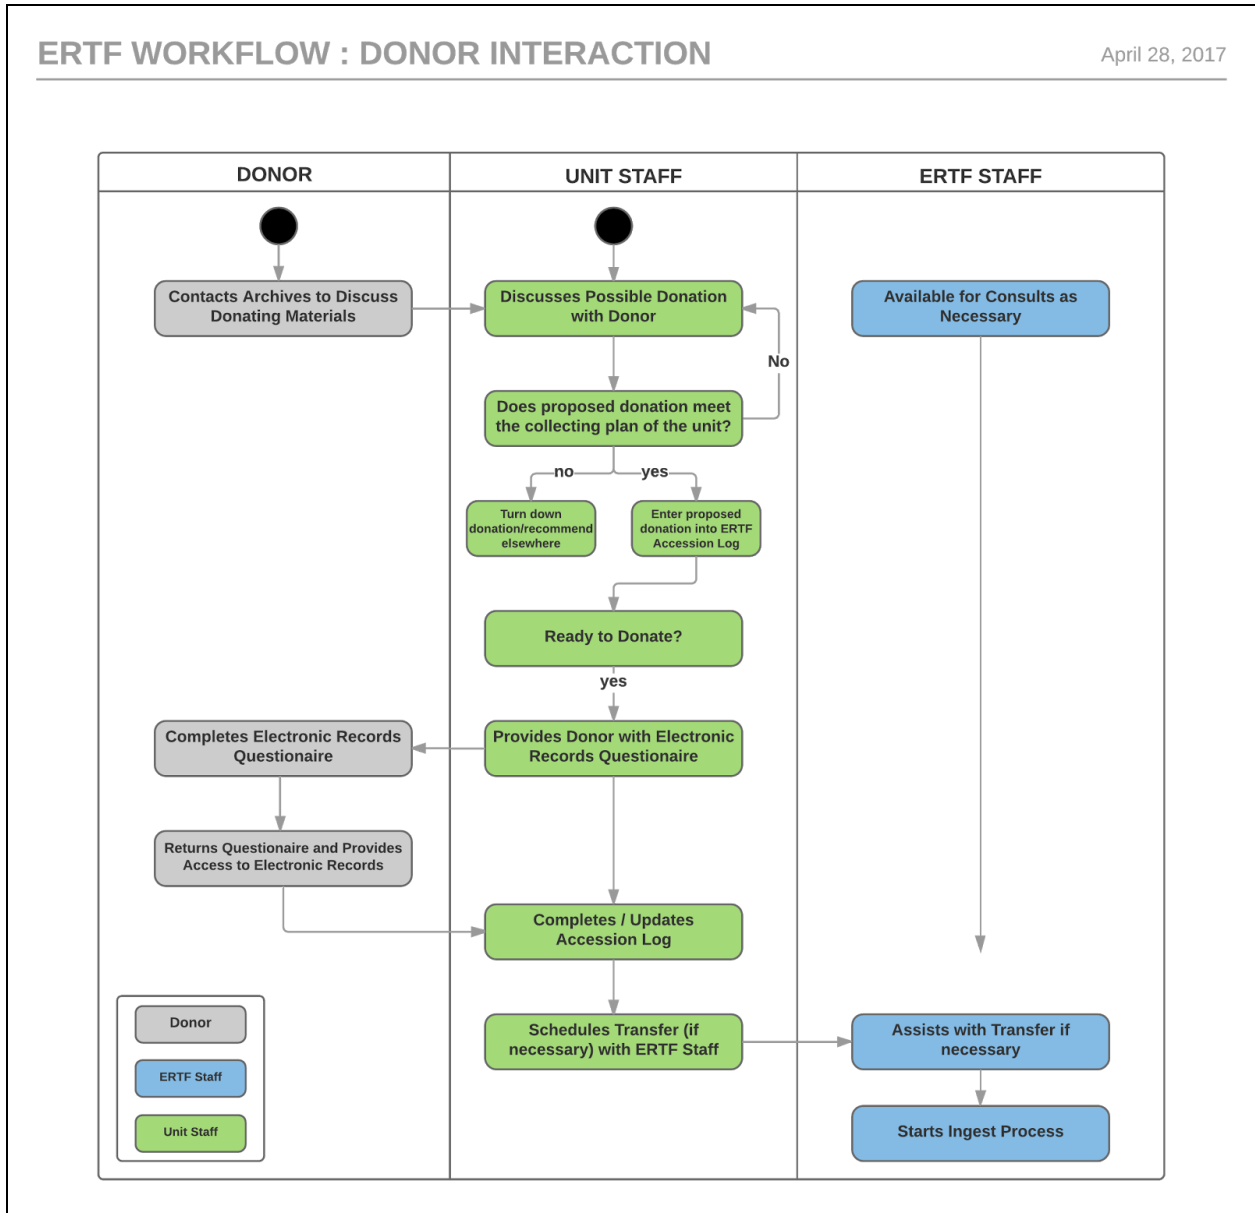 ERTF WORKFLOW : DONOR INTERACTION
April 28, 2017
DONOR
UNIT STAFF
ERTF STAFF
Contacts Archives to Discuss
Donating Materials
Discusses Possible Donation
with Donor
Available for Consults as
Necessary
No
Does proposed donation meet
the collecting plan of the unit?
no
yes
Turn down
donation/recommend
elsewhere
Enter proposed
donation into ERTF
Accession Log
Ready to Donate?
yes
Completes Electronic Records
Questionaire
Provides Donor with Electronic
Records Questionaire
Returns Questionaire and Provides
Access to Electronic Records
Completes / Updates
Accession Log
Schedules Transfer (if
necessary) with ERTF Staff
Assists with Transfer if
necessary
Starts Ingest Process
Donor
ERTF Staff
Unit Staff